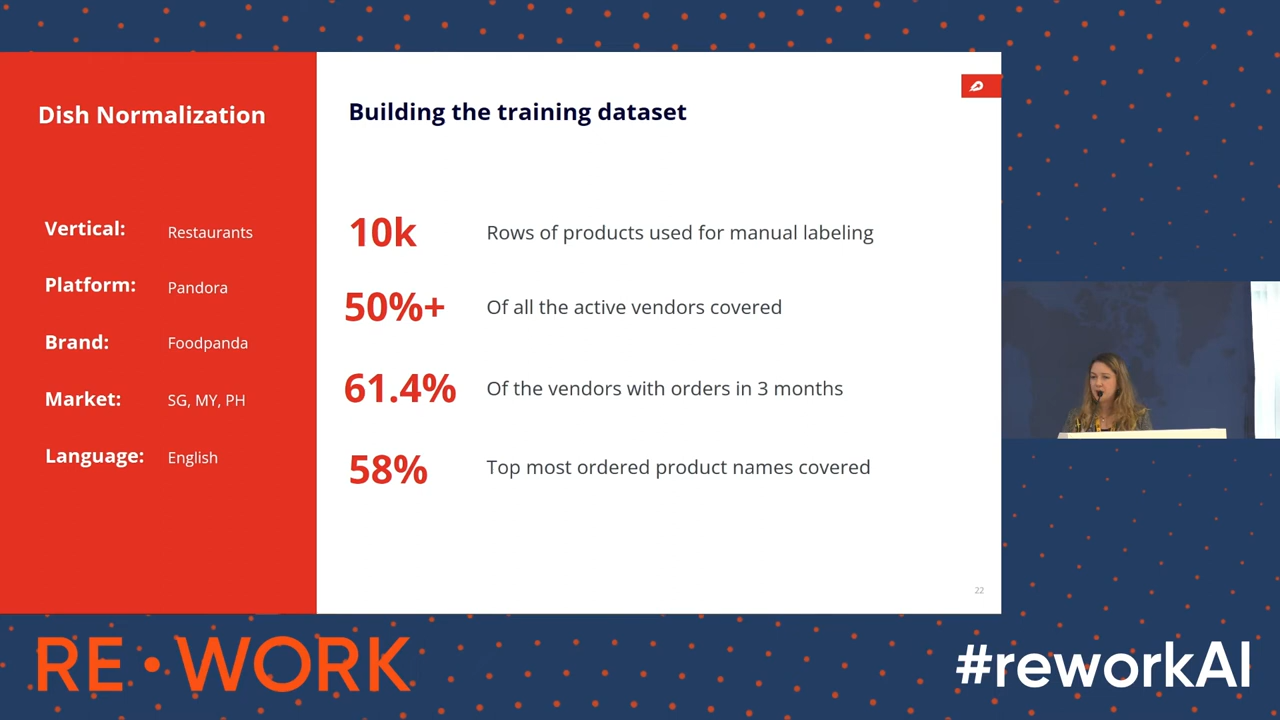 Dish Normalization
Vertical: Restaurants
Platform: Pandora
Brand: Foodpanda
Market: SG, MY, PH
Language: English
Building the training dataset
10k Rows of products used for manual labeling
50%+ Of all the active vendors covered
61.4% Of the vendors with orders in 3 months
58% Top most ordered product names covered
22
RE•WORK
#reworkAI